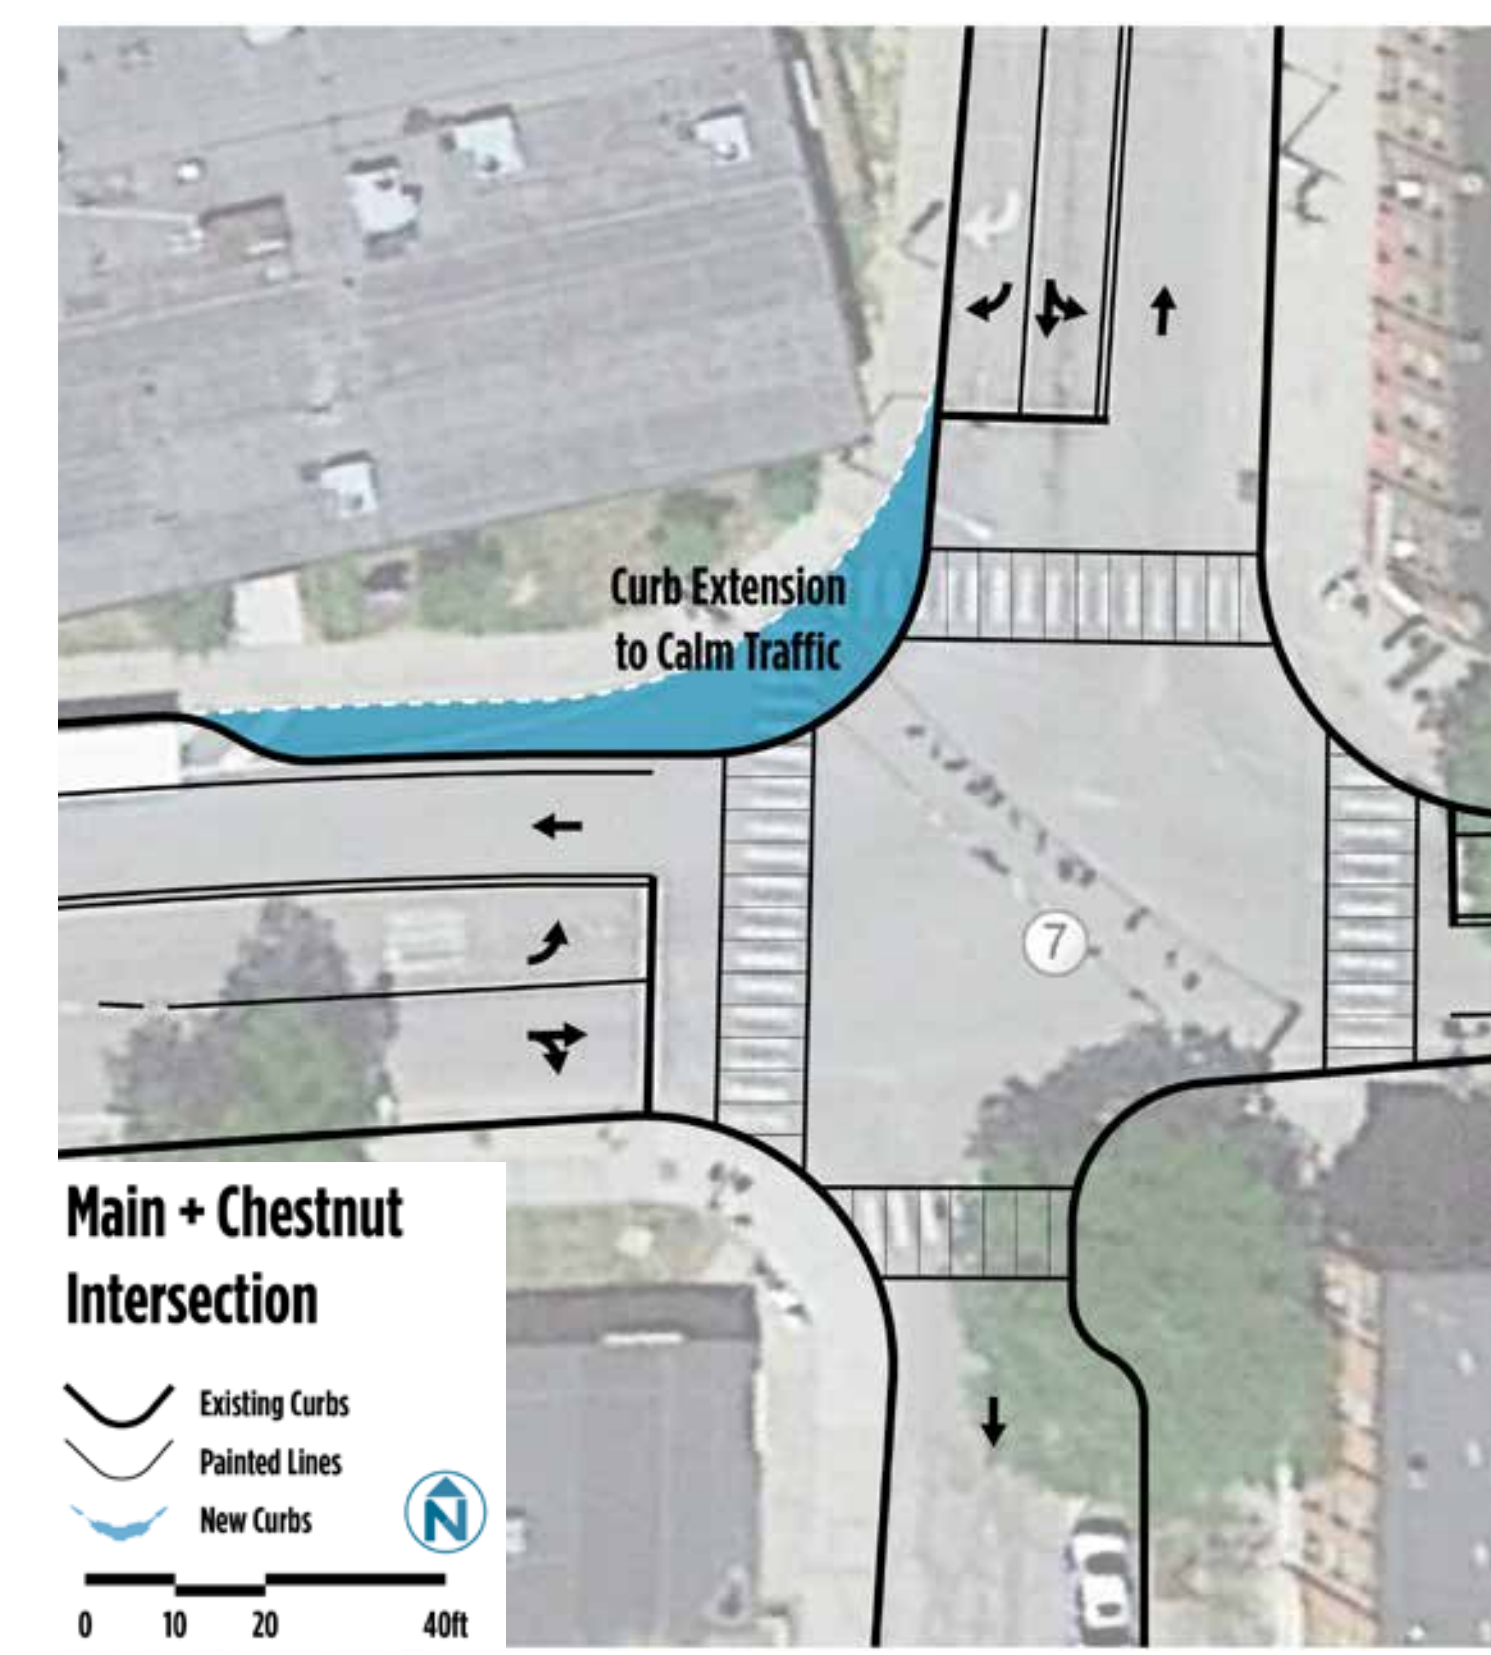 Curb Extension
to Calm Traffic
7
Main + Chestnut
Intersection
Existing Curbs
Painted Lines
New Curbs
N
0 10 20 40ft